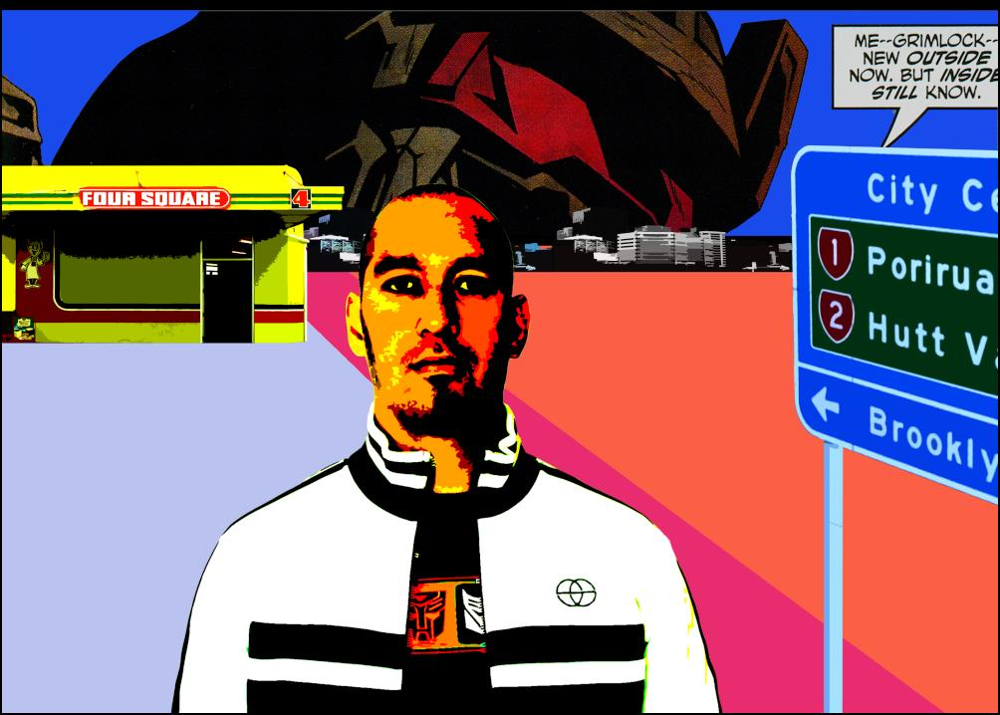 ME--GRIMLOCK--
NEW OUTSIDE
NOW. BUT INSIDE
STILL KNOW.
FOUR SQUARE
4
City Ce
1 Porirua
2 Hutt Va
Brookly